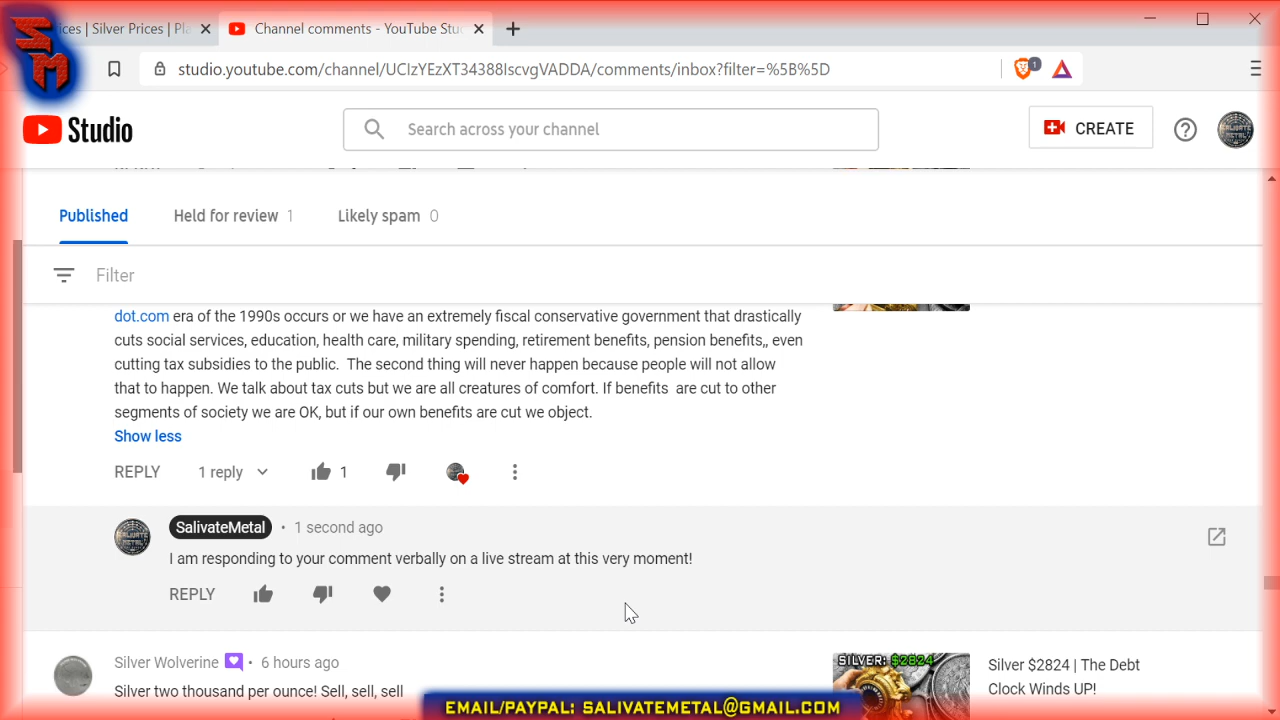 SM
ices | Silver Prices | Pla
Channel comments - YouTube Stu
studio.youtube.com/channel/UCIzYEzXT34388IscvgVADDA/comments/inbox?filter=%5B%5D
1
Studio
Search across your channel
CREATE
Published
Held for review 1
Likely spam 0
Filter
dot.com era of the 1990s occurs or we have an extremely fiscal conservative government that drastically
cuts social services, education, health care, military spending, retirement benefits, pension benefits,, even
cutting tax subsidies to the public. The second thing will never happen because people will not allow
that to happen. We talk about tax cuts but we are all creatures of comfort. If benefits are cut to other
segments of society we are OK, but if our own benefits are cut we object.
Show less
REPLY 1 reply 1
SalivateMetal • 1 second ago
I am responding to your comment verbally on a live stream at this very moment!
REPLY
Silver Wolverine • 6 hours ago
Silver two thousand per ounce! Sell, sell, sell
SILVER: $2824
Silver $2824 | The Debt
Clock Winds UP!
EMAIL/PAYPAL: SALIVATEMETAL@GMAIL.COM